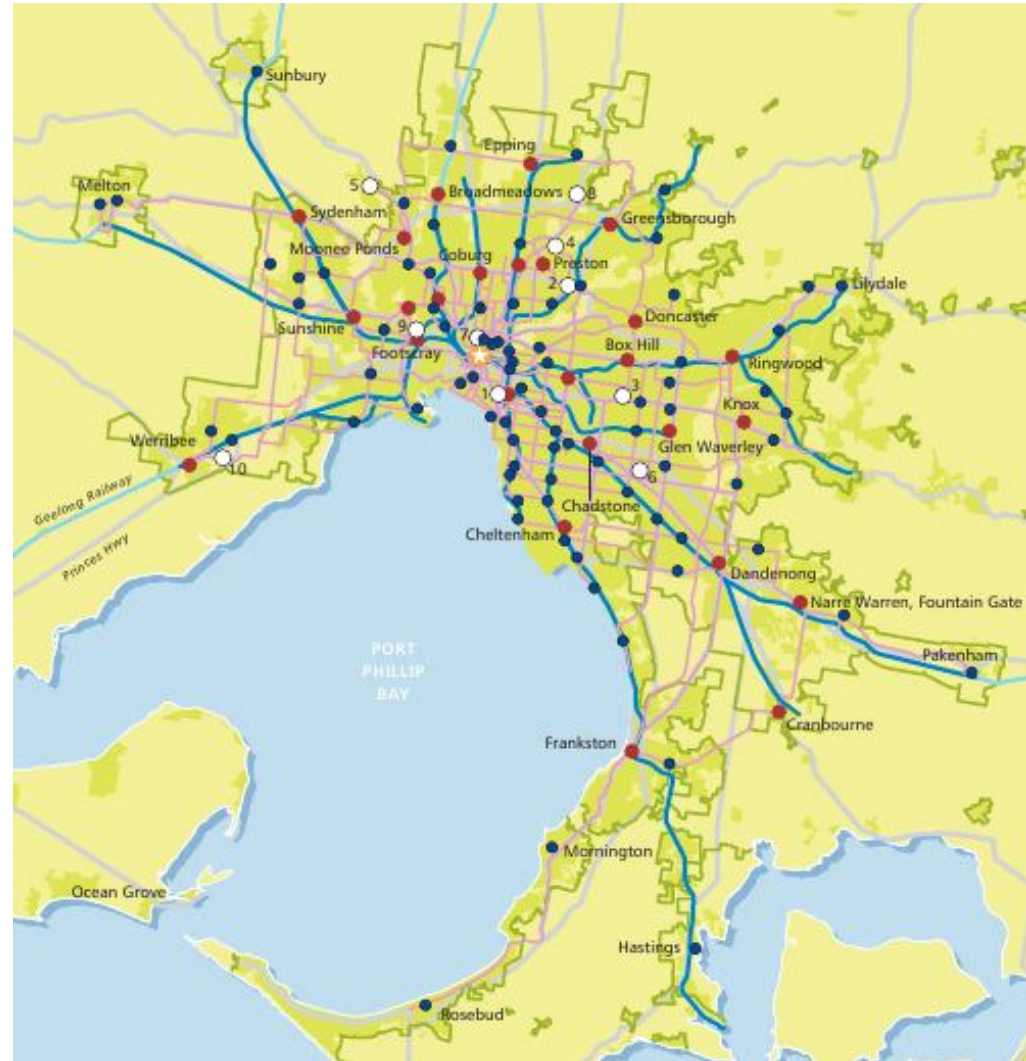 Sunbury
Epping
Melton
5
Broadmeadows
8
Sydenham
Greensborough
Moonee Ponds
4
Coburg
Preston
2
Lilydale
Sunshine
9
7
Doncaster
Footscray
Box Hill
Ringwood
1
3
Knox
Werribee
Glen Waverley
10
6
Geelong Railway
Chadstone
Princes Hwy
Cheltenham
Dandenong
Narre Warren, Fountain Gate
PORT
PHILLIP
BAY
Pakenham
Cranbourne
Frankston
Mornington
Ocean Grove
Hastings
Rosebud